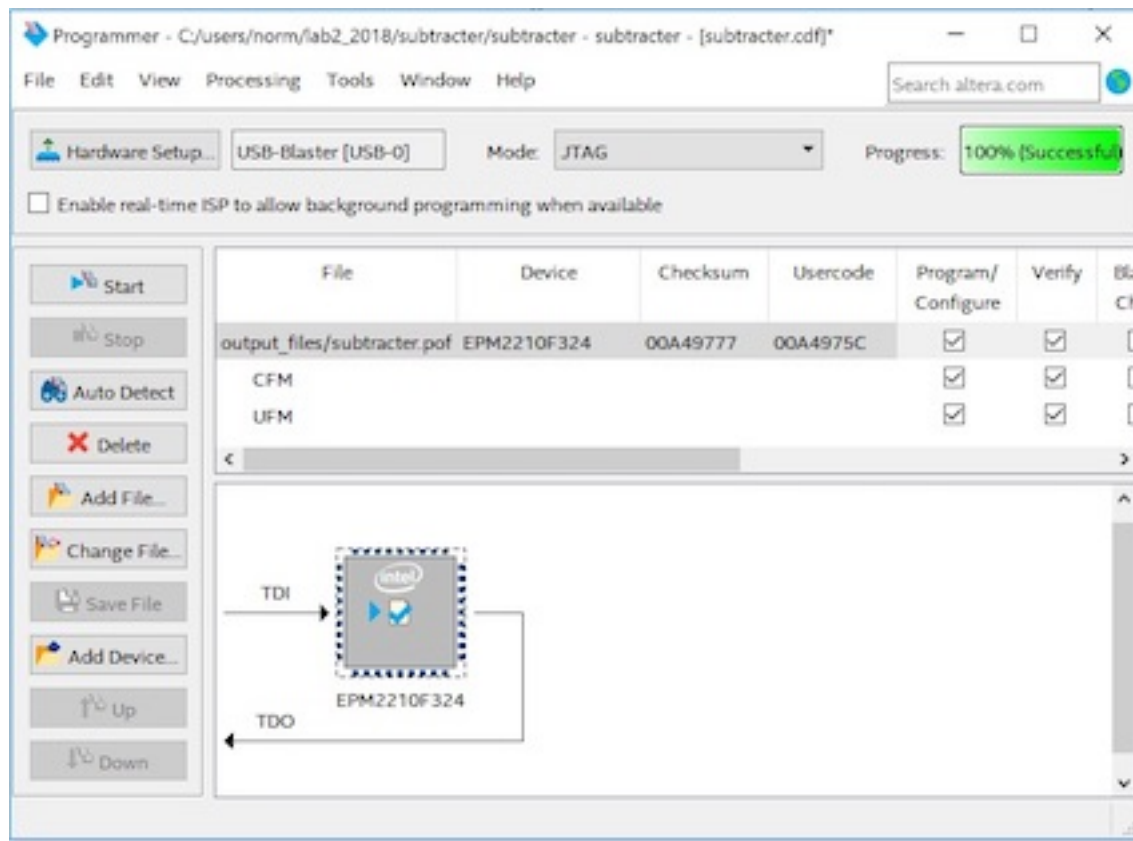 Programmer - C:/users/norm/lab2_2018/subtracter/subtracter - subtracter - [subtracter.cdf]*
File Edit View Processing Tools Window Help
Search altera.com
Hardware Setup... USB-Blaster [USB-0] Mode: JTAG Progress: 100% (Successful)
Enable real-time ISP to allow background programming when available
Start
Stop
Auto Detect
Delete
Add File...
Change File...
Save File
Add Device...
Up
Down
File Device Checksum Usercode Program/ Verify
Configure
output_files/subtracter.pof EPM2210F324 00A49777 00A4975C
CFM
UFM
TDI
intel
EPM2210F324
TDO